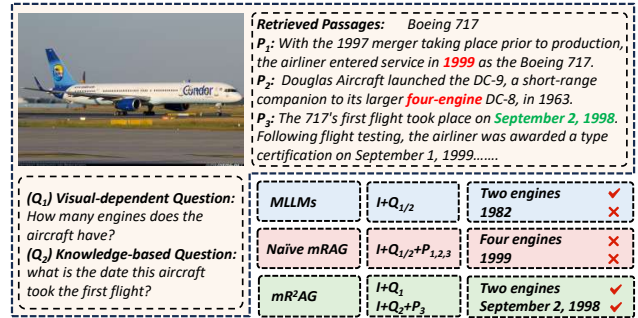 Condor
Retrieved Passages: Boeing 717
P1: With the 1997 merger taking place prior to production,
the airliner entered service in 1999 as the Boeing 717.
P2: Douglas Aircraft launched the DC-9, a short-range
companion to its larger four-engine DC-8, in 1963.
P3: The 717's first flight took place on September 2, 1998.
Following flight testing, the airliner was awarded a type
certification on September 1, 1999.......
(Q1) Visual-dependent Question:
How many engines does the
aircraft have?
(Q2) Knowledge-based Question:
what is the date this aircraft
took the first flight?
MLLMs
I+Q1/2
Two engines ✓
1982 ✗
Naïve mRAG
I+Q1/2+P1,2,3
Four engines ✗
1999 ✗
mR²AG
I+Q1
I+Q2+P3
Two engines ✓
September 2, 1998 ✓